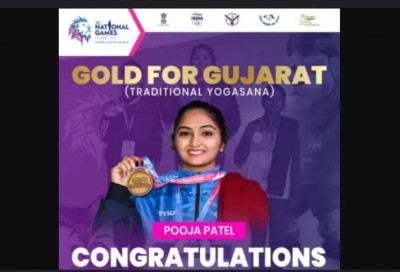 NATIONAL
GAMES
GOLD FOR GUJARAT
(TRADITIONAL YOGASANA)
POOJA PATEL
CONGRATULATIONS